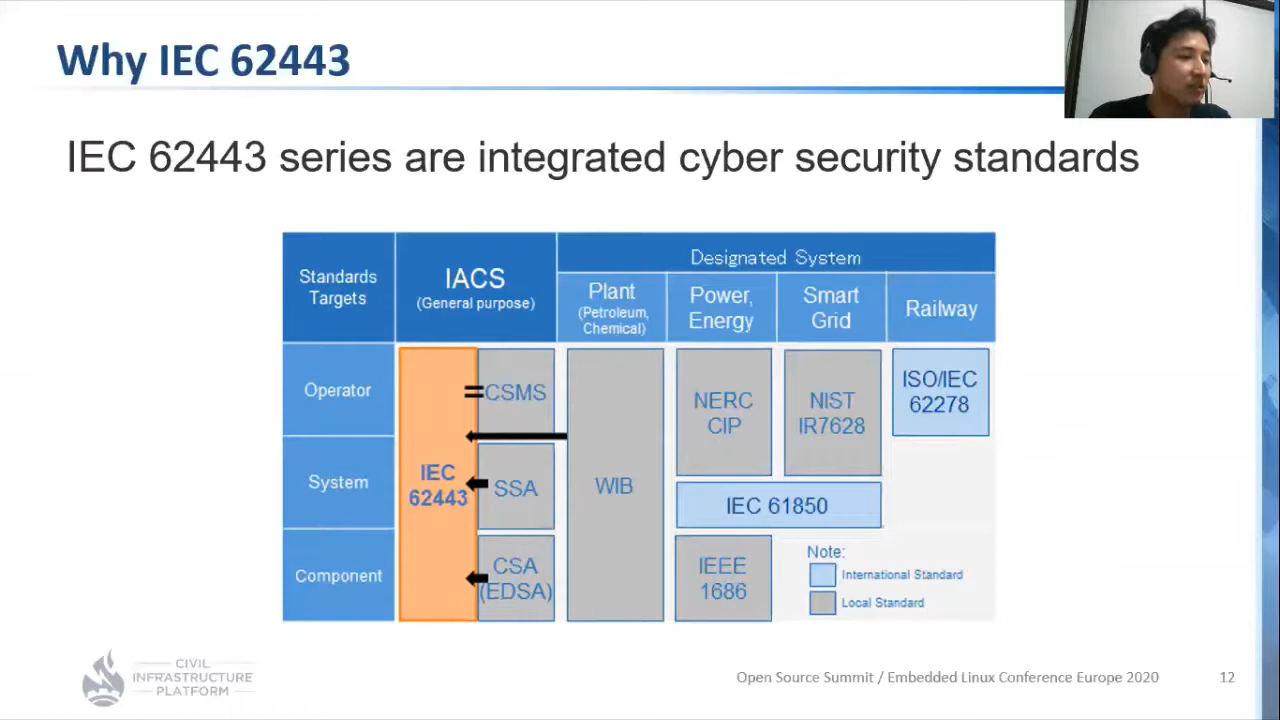 Why IEC 62443
IEC 62443 series are integrated cyber security standards
Standards
Targets
IACS
(General purpose)
Designated System
Plant
(Petroleum,
Chemical)
Power,
Energy
Smart
Grid
Railway
Operator
System
Component
IEC
62443
=CSMS
SSA
CSA
(EDSA)
WIB
NERC
CIP
NIST
IR7628
ISO/IEC
62278
IEC 61850
IEEE
1686
Note:
International Standard
Local Standard
CIVIL
INFRASTRUCTURE
PLATFORM
Open Source Summit / Embedded Linux Conference Europe 2020
12